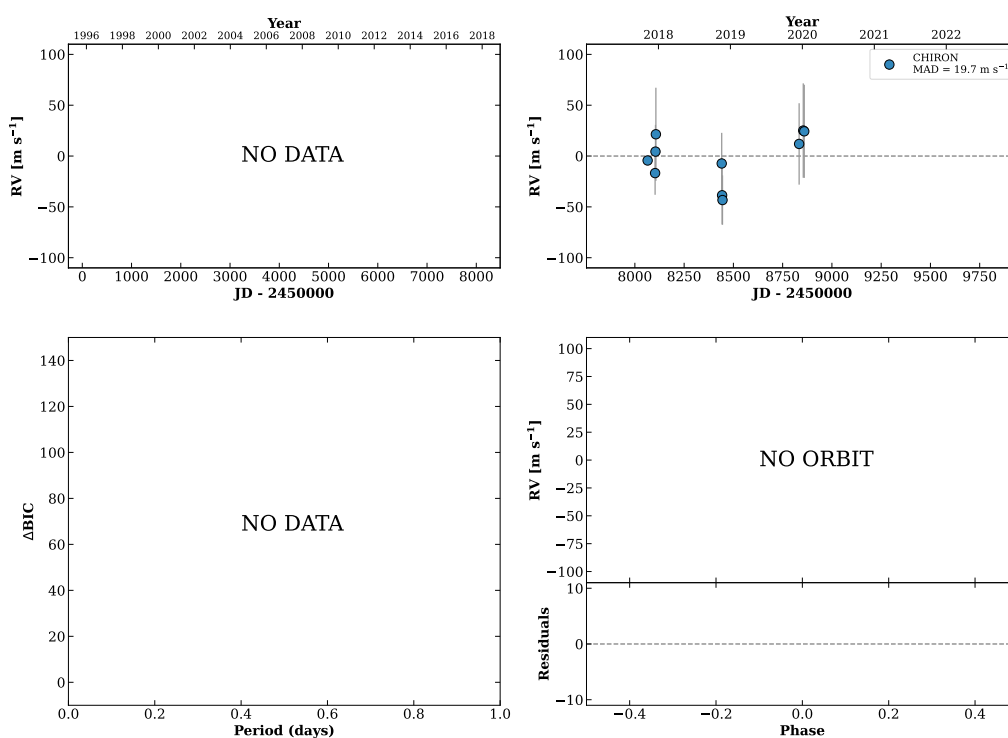 Year
1996 1998 2000 2002 2004 2006 2008 2010 2012 2014 2016 2018
100
50
0
−50
−100
RV [m s⁻¹]
NO DATA
0 1000 2000 3000 4000 5000 6000 7000 8000
JD - 2450000
Year
2018 2019 2020 2021 2022
CHIRON
MAD = 19.7 m s⁻¹
100
50
0
−50
−100
RV [m s⁻¹]
8000 8250 8500 8750 9000 9250 9500 9750
JD - 2450000
140
120
100
80
60
40
20
0
ΔBIC
NO DATA
0.0 0.2 0.4 0.6 0.8 1.0
Period (days)
100
75
50
25
0
−25
−50
−75
−100
RV [m s⁻¹]
NO ORBIT
10
0
−10
Residuals
−0.4 −0.2 0.0 0.2 0.4
Phase